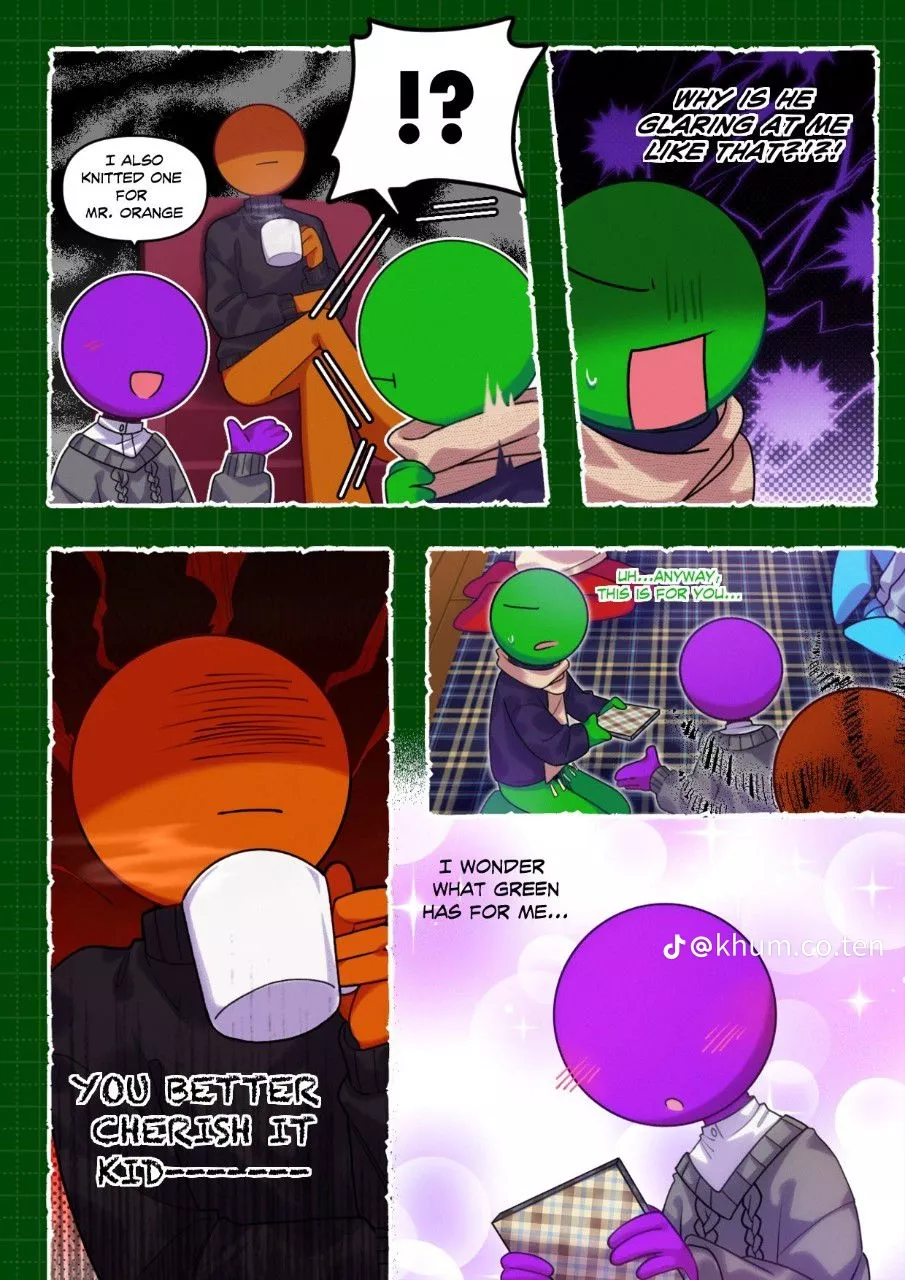 !?
I ALSO
KNITTED ONE
FOR
MR. ORANGE
WHY IS HE
GLARING AT ME
LIKE THAT?!?!
UH...ANYWAY,
THIS IS FOR YOU...
YOU BETTER
CHERISH IT
KID-------
I WONDER
WHAT GREEN
HAS FOR ME...
@khum.co.ten